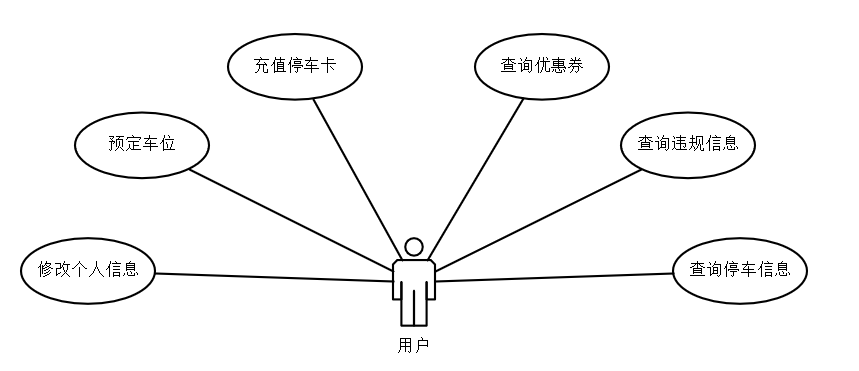 充值停车卡
查询优惠券
预定车位
查询违规信息
修改个人信息
查询停车信息
用户